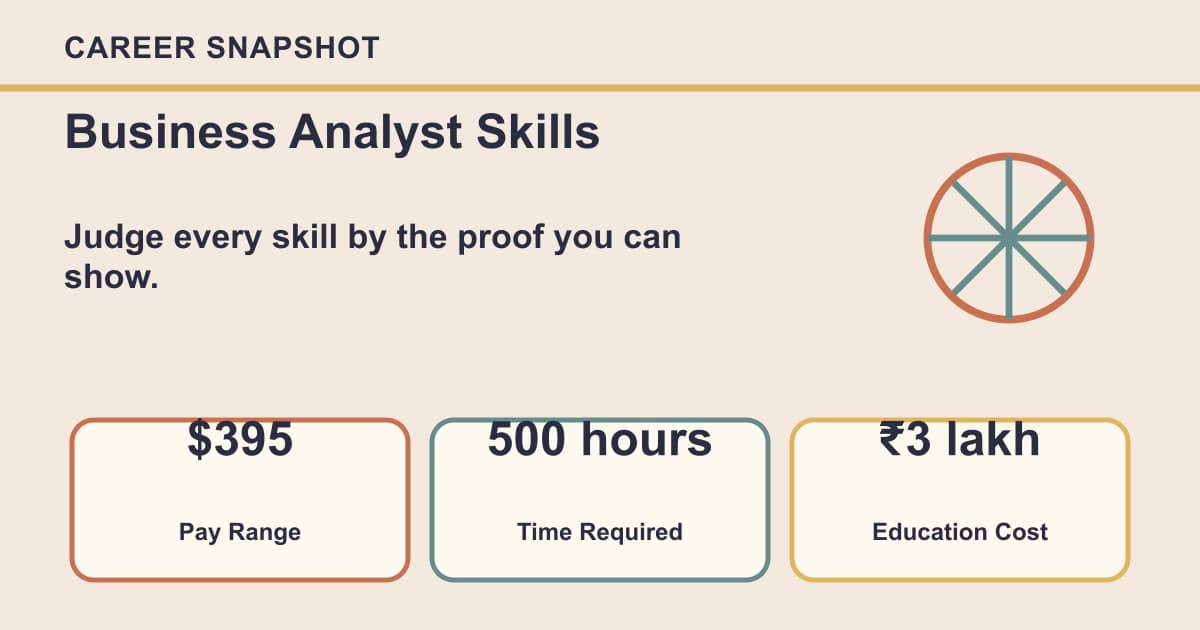 CAREER SNAPSHOT
Business Analyst Skills
Judge every skill by the proof you can
show.
$395
Pay Range
500 hours
Time Required
₹3 lakh
Education Cost